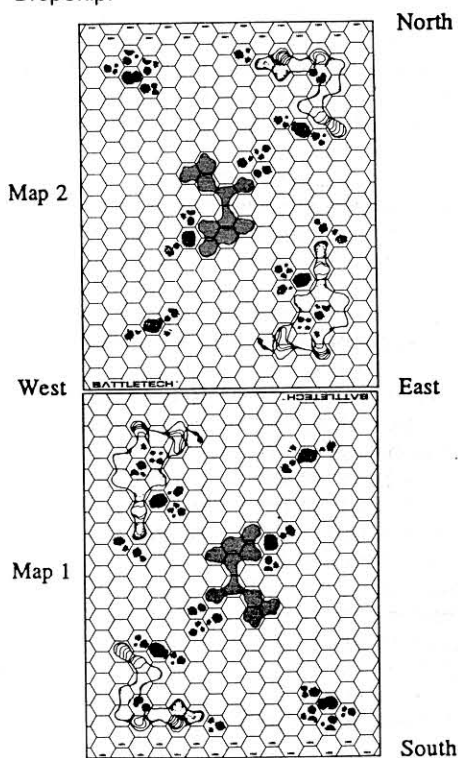 DropShip.
North
Map 2
West
BATTLETECH
East
BATTLETECH
Map 1
South